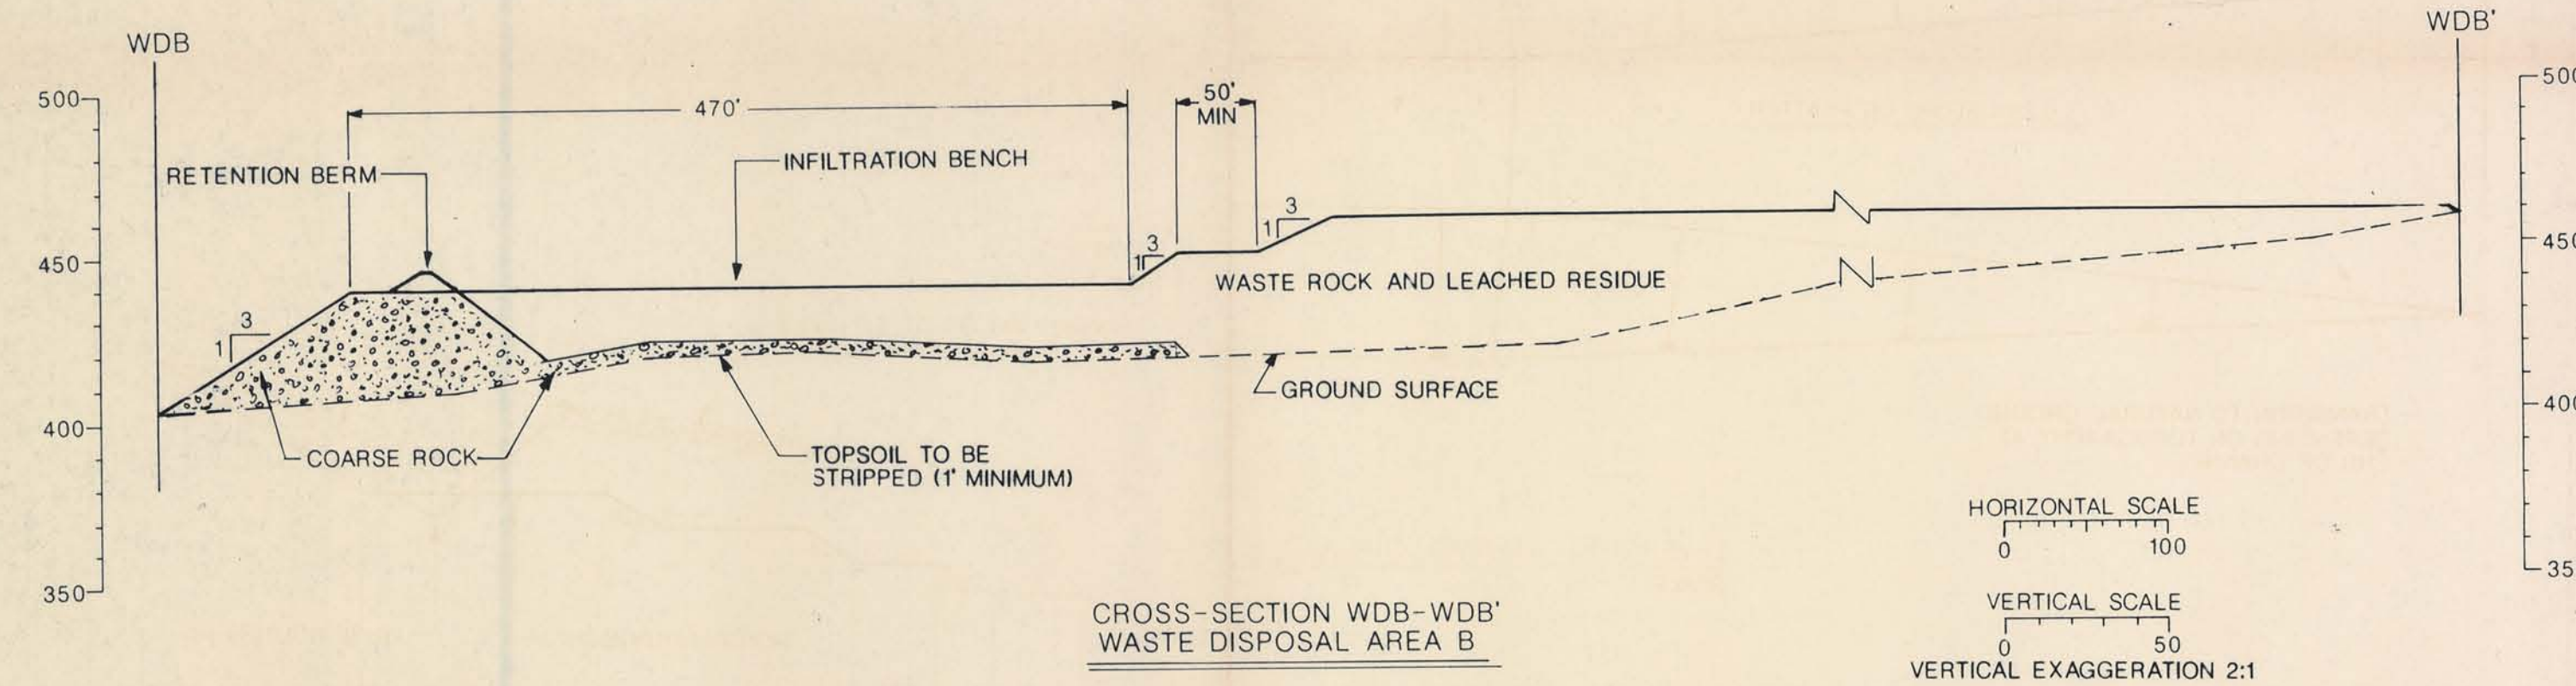 WDB
WDB'
500
450
400
350
470'
50'
MIN
RETENTION BERM
INFILTRATION BENCH
3
1
3
1
3
1
WASTE ROCK AND LEACHED RESIDUE
GROUND SURFACE
COARSE ROCK
TOPSOIL TO BE
STRIPPED (1' MINIMUM)
500
450
400
35
HORIZONTAL SCALE
0 100
VERTICAL SCALE
0 50
VERTICAL EXAGGERATION 2:1
CROSS-SECTION WDB-WDB'
WASTE DISPOSAL AREA B